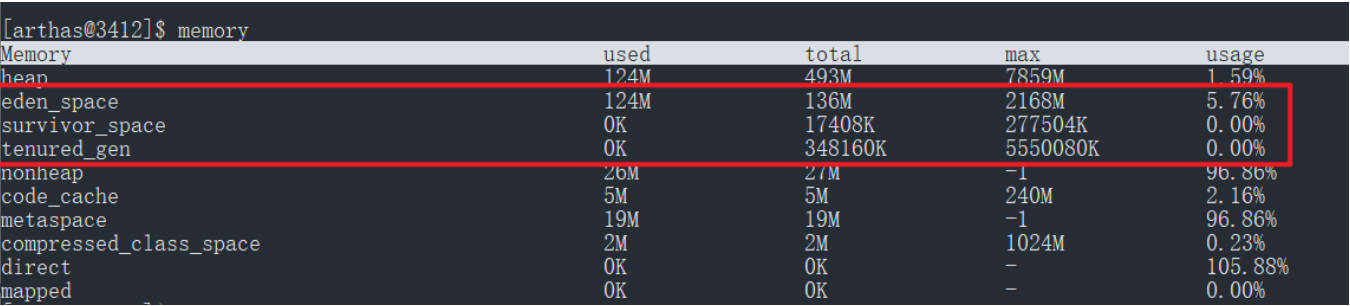 [arthas@3412]$ memory
Memory used total max usage
heap 124M 493M 7859M 1.59%
eden_space 124M 136M 2168M 5.76%
survivor_space 0K 17408K 277504K 0.00%
tenured_gen 0K 348160K 5550080K 0.00%
nonheap 26M 27M -1 96.86%
code_cache 5M 5M 240M 2.16%
metaspace 19M 19M -1 96.86%
compressed_class_space 2M 2M 1024M 0.23%
direct 0K 0K - 105.88%
mapped 0K 0K - 0.00%